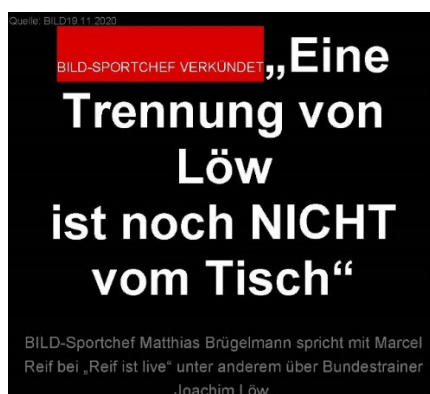 Quelle: BILD19.11.2020
BILD-SPORTCHEF VERKÜNDET „Eine
Trennung von
Löw
ist noch NICHT
vom Tisch“
BILD-Sportchef Matthias Brügelmann spricht mit Marcel
Reif bei „Reif ist live“ unter anderem über Bundestrainer
Joachim Löw